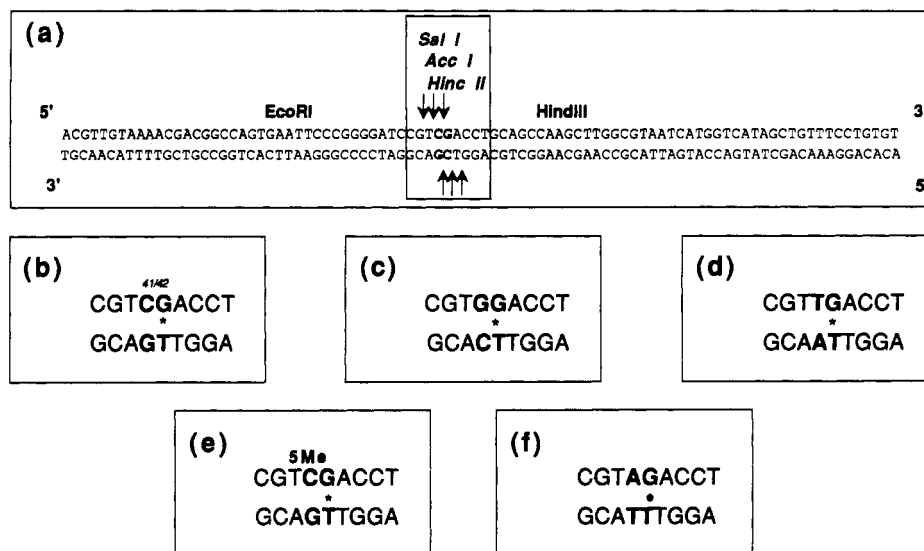 (a)
Sal I
Acc I
Hinc II
5' EcoRI HindIII 3'
ACGTTGTAAAACGACGGCCAGTGAATTCCCGGGGATCCGTCGACCTGCAGCCAAGCTTGGCGTAATCATGGTCATAGCTGTTTCCTGTGT
TGCAACATTTTGCTGCCGGTCACTTAAGGGCCCCTAGGCAGCTGGACGTCGGAACGAACCGCATTAGTACCAGTATCGACAAAGGACACA
3' 5
(b)
41/42
CGTCGACCT
*
GCAGTTGGA
(c)
CGTGGACCT
*
GCACTTGGA
(d)
CGTTGACCT
*
GCAATTGGA
(e)
5Me
CGTCGACCT
*
GCAGTTGGA
(f)
CGTAGACCT
•
GCATTTGGA